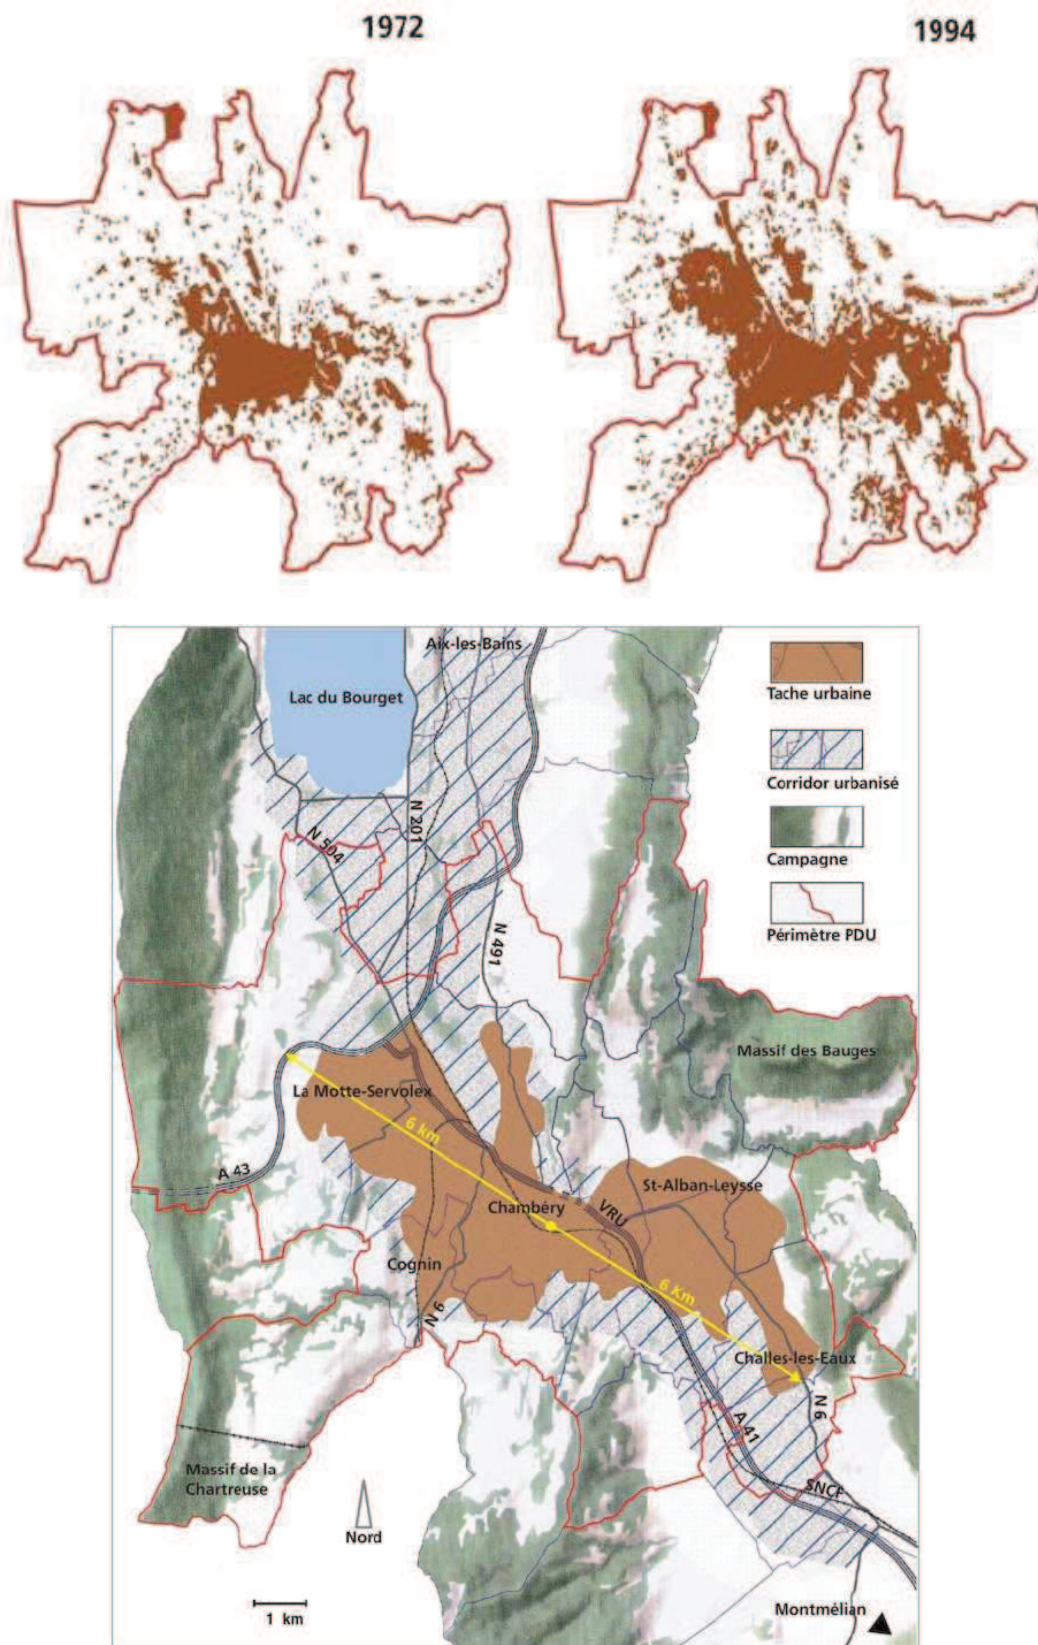 1972
1994
Aix-les-Bains
Lac du Bourget
Tache urbaine
Corridor urbanisé
Campagne
Périmètre PDU
N 201
N 504
N 491
Massif des Bauges
La Motte-Servolex
6 km
A 43
St-Alban-Leysse
Chambéry
VRU
Cognin
6 Km
N 6
Challes-les-Eaux
N 6
A 41
Massif de la
Chartreuse
SNCF
Nord
1 km
Montmélian